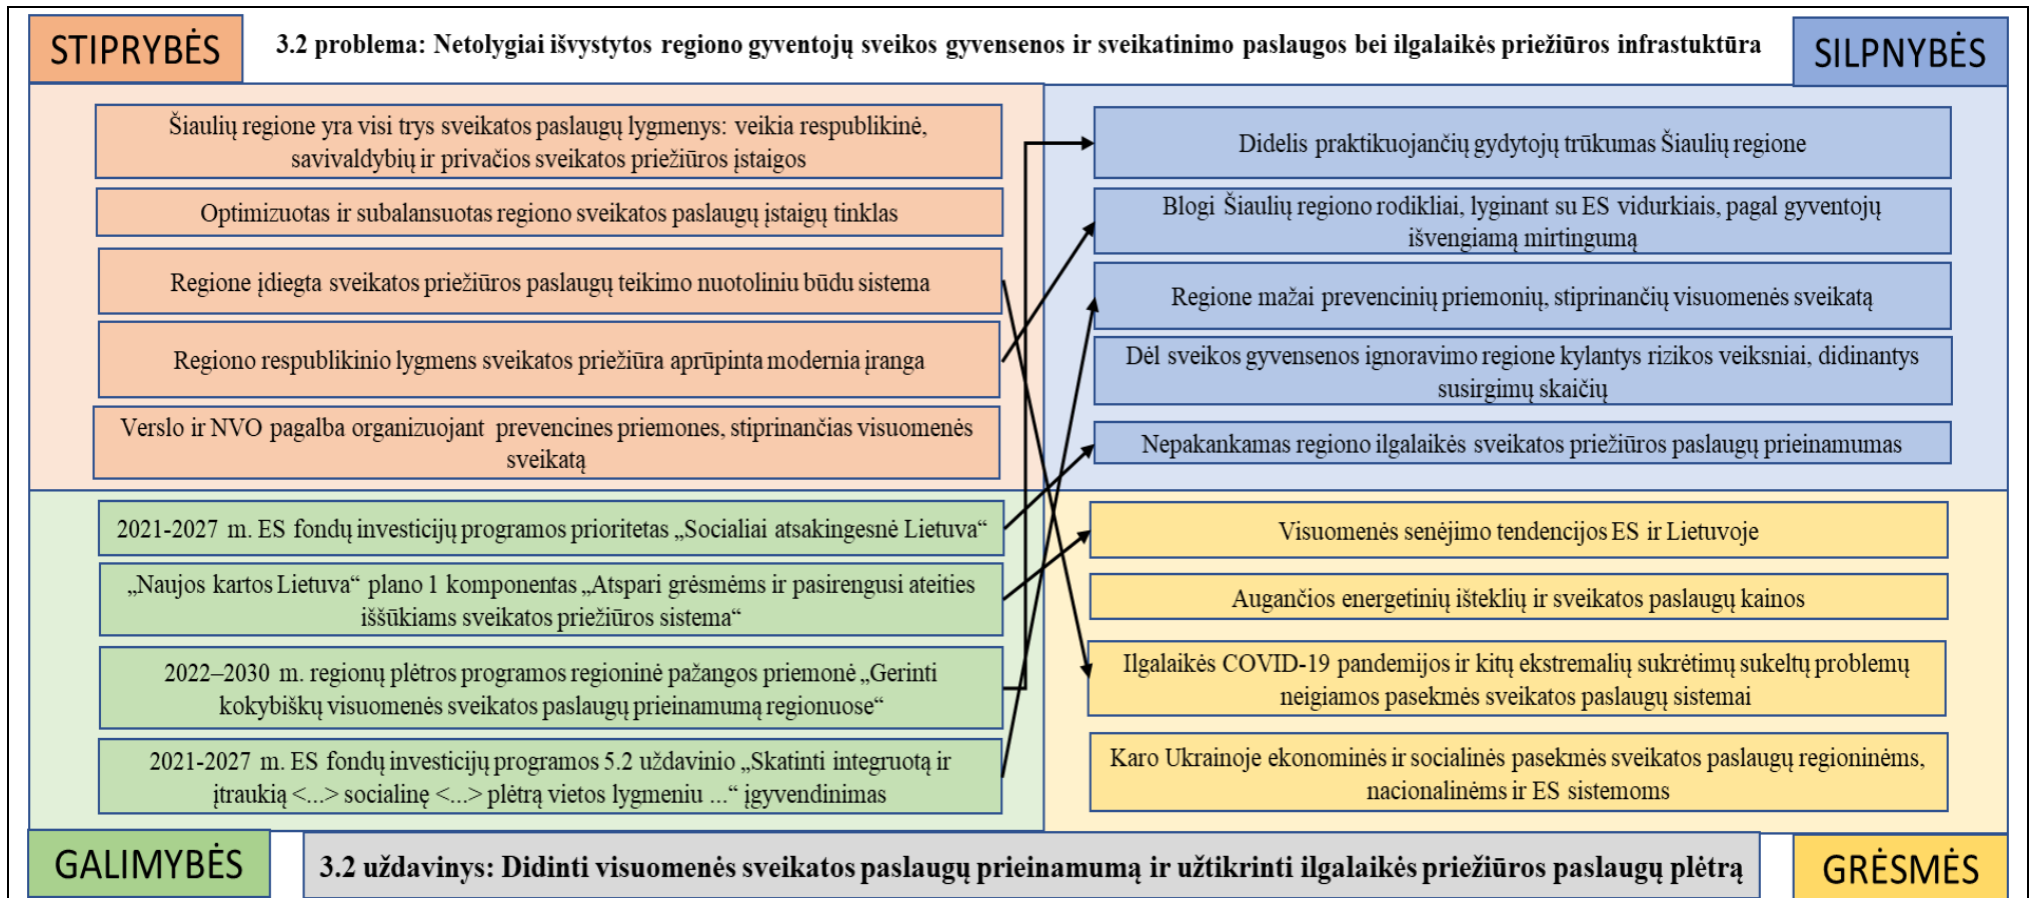 STIPRYBĖS
3.2 problema: Netolygiai išvystytos regiono gyventojų sveikos gyvensenos ir sveikatinimo paslaugos bei ilgalaikės priežiūros infrastuktūra
SILPNYBĖS
Šiaulių regione yra visi trys sveikatos paslaugų lygmenys: veikia respublikinė,
savivaldybių ir privačios sveikatos priežiūros įstaigos
Optimizuotas ir subalansuotas regiono sveikatos paslaugų įstaigų tinklas
Regione įdiegta sveikatos priežiūros paslaugų teikimo nuotoliniu būdu sistema
Regiono respublikinio lygmens sveikatos priežiūra aprūpinta modernia įranga
Verslo ir NVO pagalba organizuojant prevencines priemones, stiprinančias visuomenės
sveikatą
Didelis praktikuojančių gydytojų trūkumas Šiaulių regione
Blogi Šiaulių regiono rodikliai, lyginant su ES vidurkiais, pagal gyventojų
išvengiamą mirtingumą
Regione mažai prevencinių priemonių, stiprinančių visuomenės sveikatą
Dėl sveikos gyvensenos ignoravimo regione kylantys rizikos veiksniai, didinantys
susirgimų skaičių
Nepakankamas regiono ilgalaikės sveikatos priežiūros paslaugų prieinamumas
2021-2027 m. ES fondų investicijų programos prioritetas „Socialiai atsakingesnė Lietuva“
„Naujos kartos Lietuva“ plano 1 komponentas „Atspari grėsmėms ir pasirengusi ateities
iššūkiams sveikatos priežiūros sistema“
2022–2030 m. regionų plėtros programos regioninė pažangos priemonė „Gerinti
kokybiškų visuomenės sveikatos paslaugų prieinamumą regionuose“
2021-2027 m. ES fondų investicijų programos 5.2 uždavinio „Skatinti integruotą ir
įtraukią <...> socialinę <...> plėtrą vietos lygmeniu ...“ įgyvendinimas
Visuomenės senėjimo tendencijos ES ir Lietuvoje
Augančios energetinių išteklių ir sveikatos paslaugų kainos
Ilgalaikės COVID-19 pandemijos ir kitų ekstremalių sukrėtimų sukeltų problemų
neigiamos pasekmės sveikatos paslaugų sistemai
Karo Ukrainoje ekonominės ir socialinės pasekmės sveikatos paslaugų regioninėms,
nacionalinėms ir ES sistemoms
GALIMYBĖS
3.2 uždavinys: Didinti visuomenės sveikatos paslaugų prieinamumą ir užtikrinti ilgalaikės priežiūros paslaugų plėtrą
GRĖSMĖS